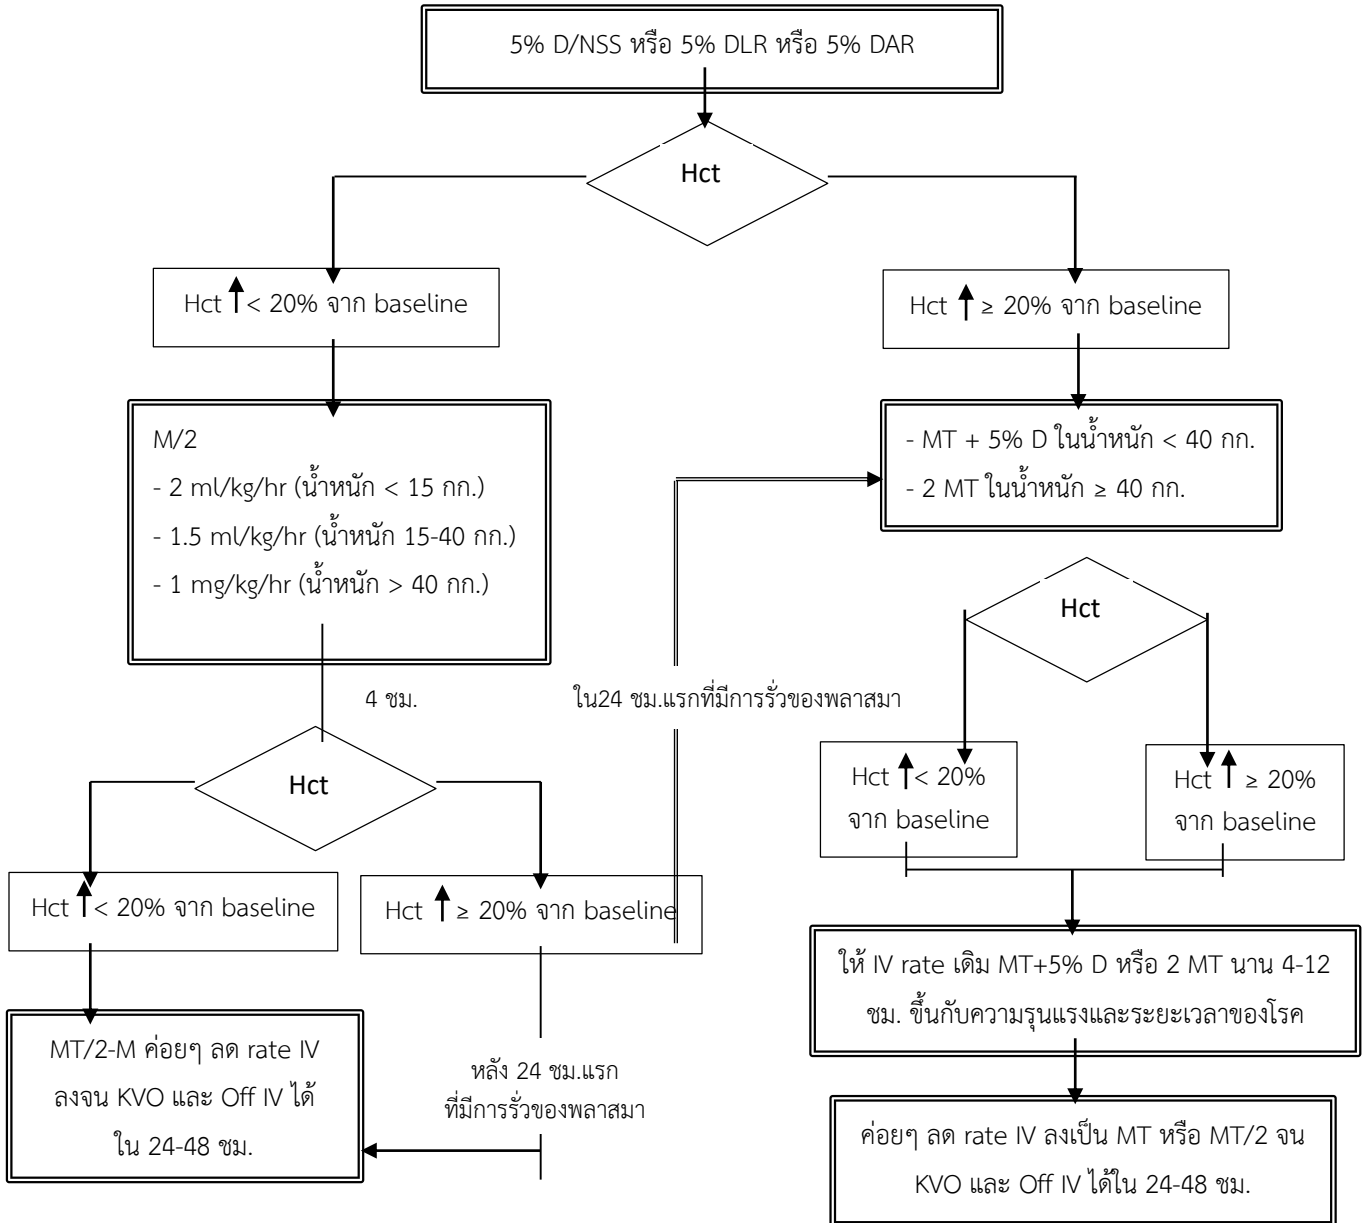 5% D/NSS หรือ 5% DLR หรือ 5% DAR
Hct
Hct ↑ < 20% จาก baseline
Hct ↑ ≥ 20% จาก baseline
M/2
- 2 ml/kg/hr (น้ำหนัก < 15 กก.)
- 1.5 ml/kg/hr (น้ำหนัก 15-40 กก.)
- 1 mg/kg/hr (น้ำหนัก > 40 กก.)
- MT + 5% D ในน้ำหนัก < 40 กก.
- 2 MT ในน้ำหนัก ≥ 40 กก.
4 ชม.
ใน24 ชม.แรกที่มีการรั่วของพลาสมา
Hct
Hct
Hct ↑ < 20%
จาก baseline
Hct ↑ ≥ 20%
จาก baseline
Hct ↑ < 20% จาก baseline
Hct ↑ ≥ 20% จาก baseline
ให้ IV rate เดิม MT+5% D หรือ 2 MT นาน 4-12
ชม. ขึ้นกับความรุนแรงและระยะเวลาของโรค
MT/2-M ค่อยๆ ลด rate IV
ลงจน KVO และ Off IV ได้
ใน 24-48 ชม.
หลัง 24 ชม.แรก
ที่มีการรั่วของพลาสมา
ค่อยๆ ลด rate IV ลงเป็น MT หรือ MT/2 จน
KVO และ Off IV ได้ใน 24-48 ชม.